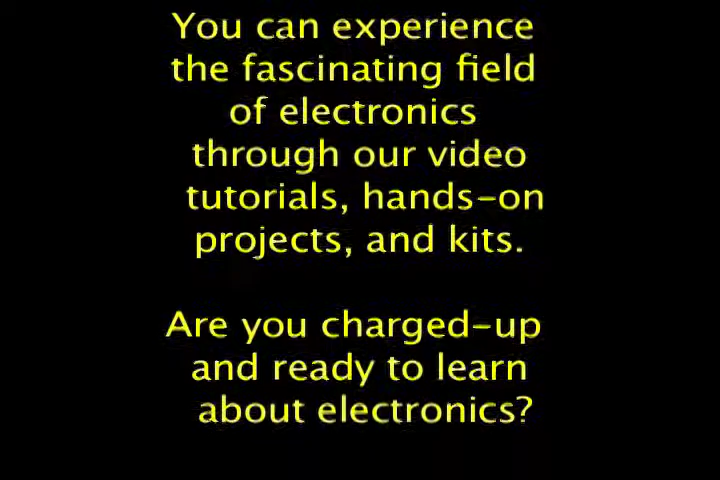 You can experience
the fascinating field
of electronics
through our video
tutorials, hands-on
projects, and kits.
Are you charged-up
and ready to learn
about electronics?